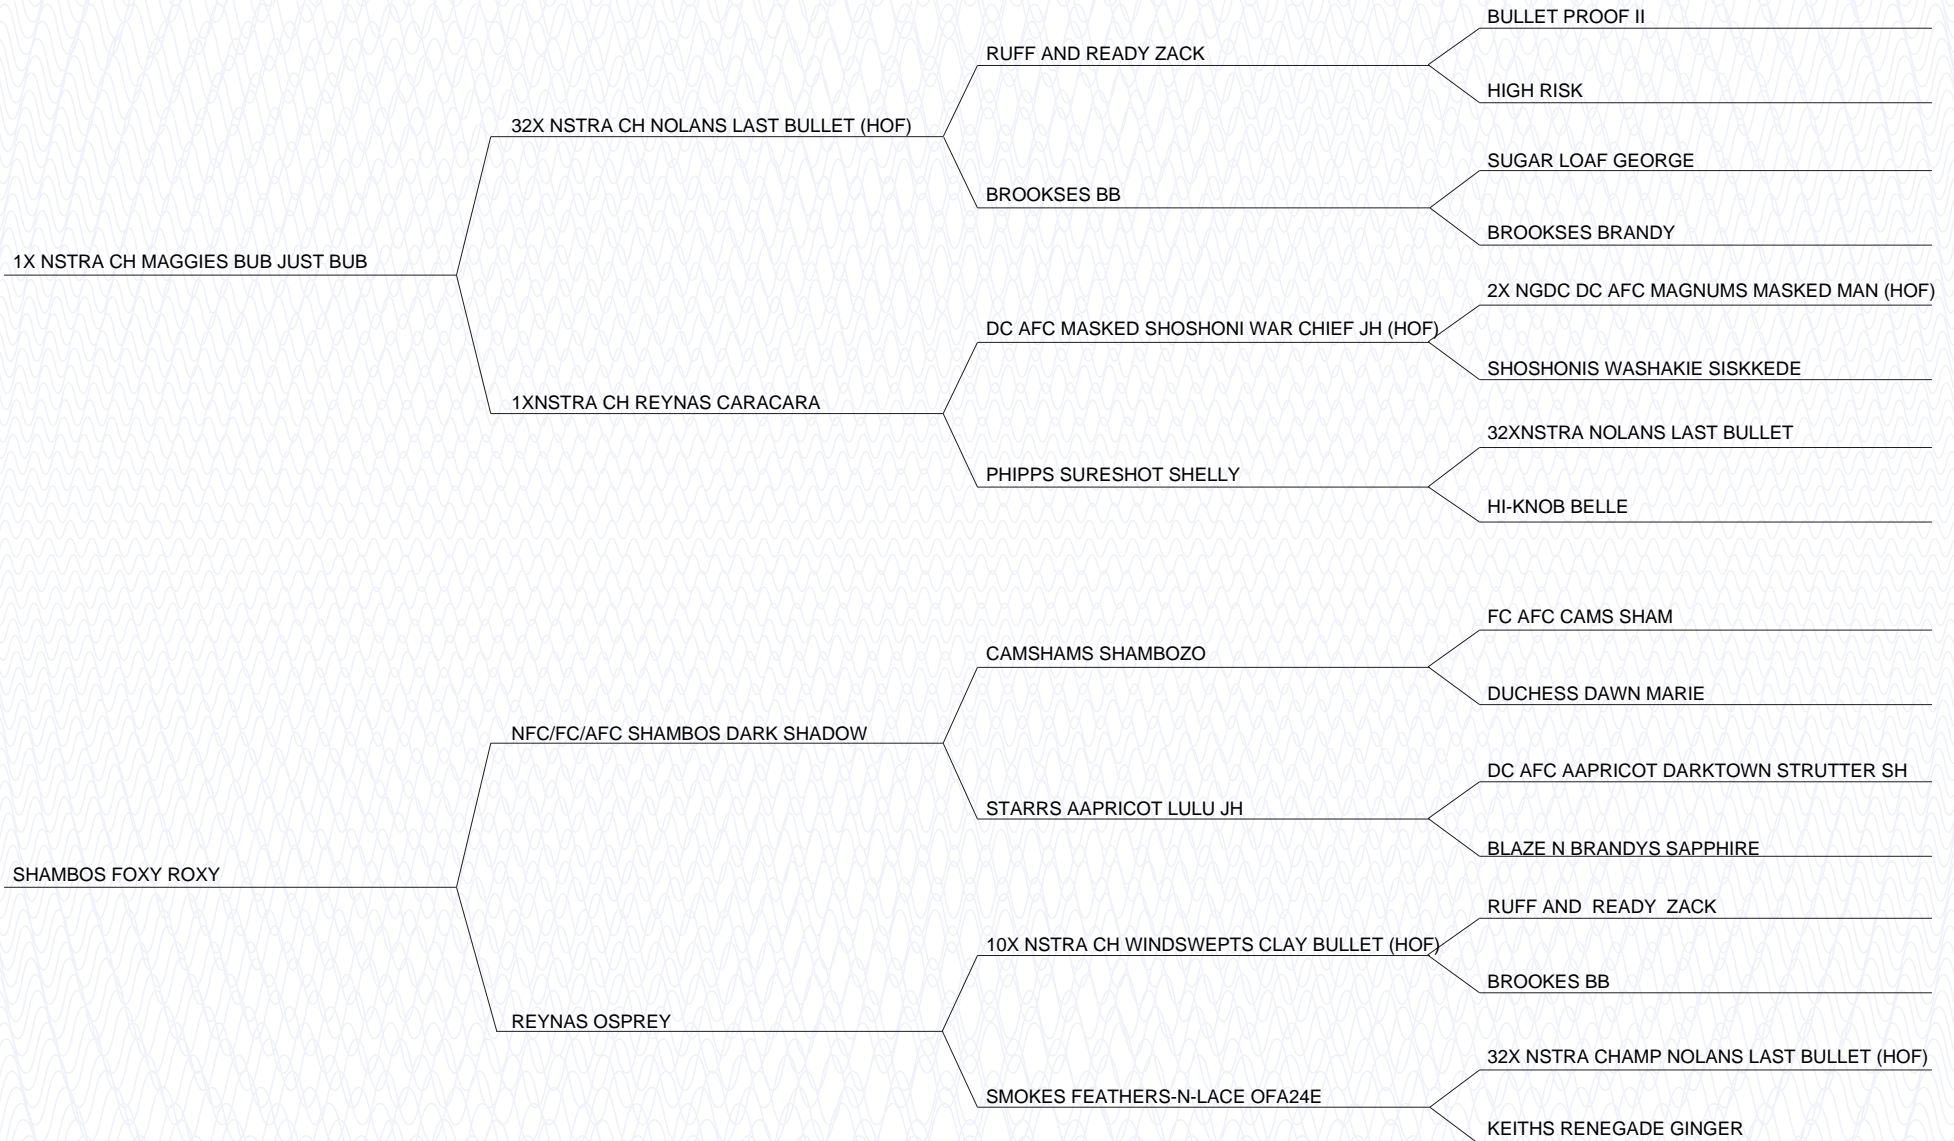 BULLET PROOF II
RUFF AND READY ZACK
HIGH RISK
32X NSTRA CH NOLANS LAST BULLET (HOF)
SUGAR LOAF GEORGE
BROOKSES BB
BROOKSES BRANDY
1X NSTRA CH MAGGIES BUB JUST BUB
2X NGDC DC AFC MAGNUMS MASKED MAN (HOF)
DC AFC MASKED SHOSHONI WAR CHIEF JH (HOF)
SHOSHONIS WASHAKIE SISKKEDE
1XNSTRA CH REYNAS CARACARA
32XNSTRA NOLANS LAST BULLET
PHIPPS SURESHOT SHELLY
HI-KNOB BELLE
FC AFC CAMS SHAM
CAMSHAMS SHAMBOZO
DUCHESS DAWN MARIE
NFC/FC/AFC SHAMBOS DARK SHADOW
DC AFC AAPRICOT DARKTOWN STRUTTER SH
STARRS AAPRICOT LULU JH
BLAZE N BRANDYS SAPPHIRE
SHAMBOS FOXY ROXY
RUFF AND  READY  ZACK
10X NSTRA CH WINDSWEPTS CLAY BULLET (HOF)
BROOKES BB
REYNAS OSPREY
32X NSTRA CHAMP NOLANS LAST BULLET (HOF)
SMOKES FEATHERS-N-LACE OFA24E
KEITHS RENEGADE GINGER